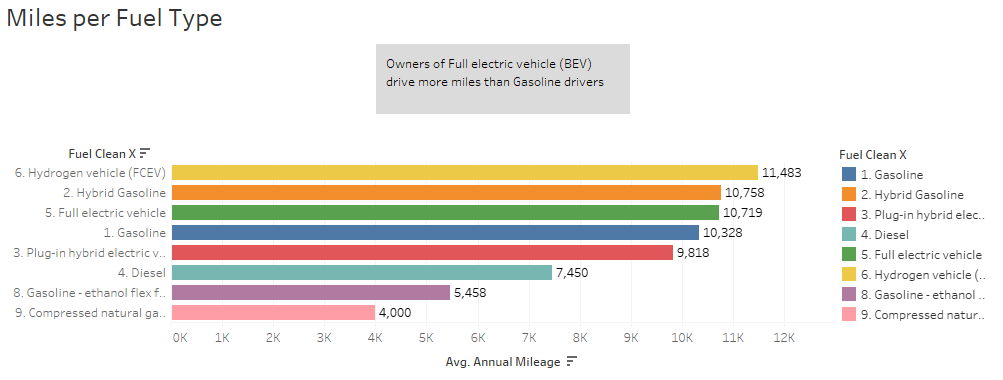 Miles per Fuel Type
Owners of Full electric vehicle (BEV)
drive more miles than Gasoline drivers
Fuel Clean X
6. Hydrogen vehicle (FCEV) 11,483
2. Hybrid Gasoline 10,758
5. Full electric vehicle 10,719
1. Gasoline 10,328
3. Plug-in hybrid electric v.. 9,818
4. Diesel 7,450
8. Gasoline - ethanol flex f.. 5,458
9. Compressed natural ga.. 4,000
0K 1K 2K 3K 4K 5K 6K 7K 8K 9K 10K 11K 12K
Avg. Annual Mileage
Fuel Clean X
1. Gasoline
2. Hybrid Gasoline
3. Plug-in hybrid elec..
4. Diesel
5. Full electric vehicle
6. Hydrogen vehicle (..
8. Gasoline - ethanol ..
9. Compressed natur..